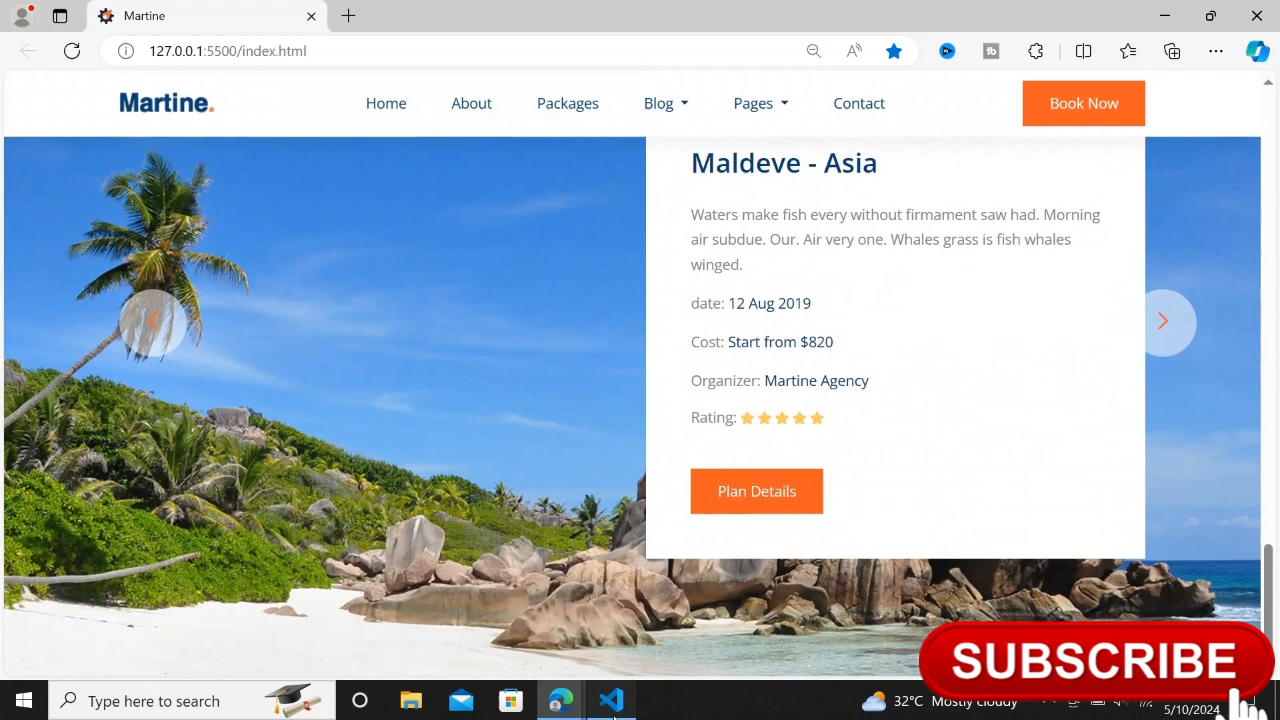 Martine
127.0.0.1:5500/index.html
Martine.
Home
About
Packages
Blog
Pages
Contact
Book Now
Maldeve - Asia
Waters make fish every without firmament saw had. Morning
air subdue. Our. Air very one. Whales grass is fish whales
winged.
date: 12 Aug 2019
Cost: Start from $820
Organizer: Martine Agency
Rating:
Plan Details
SUBSCRIBE
Type here to search
32°C Mostly cloudy
5/10/2024